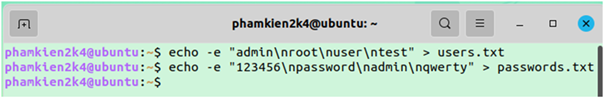 phamkien2k4@ubuntu: ~
phamkien2k4@ubuntu:~$ echo -e "admin\nroot\nuser\ntest" > users.txt
phamkien2k4@ubuntu:~$ echo -e "123456\npassword\nadmin\nqwerty" > passwords.txt
phamkien2k4@ubuntu:~$